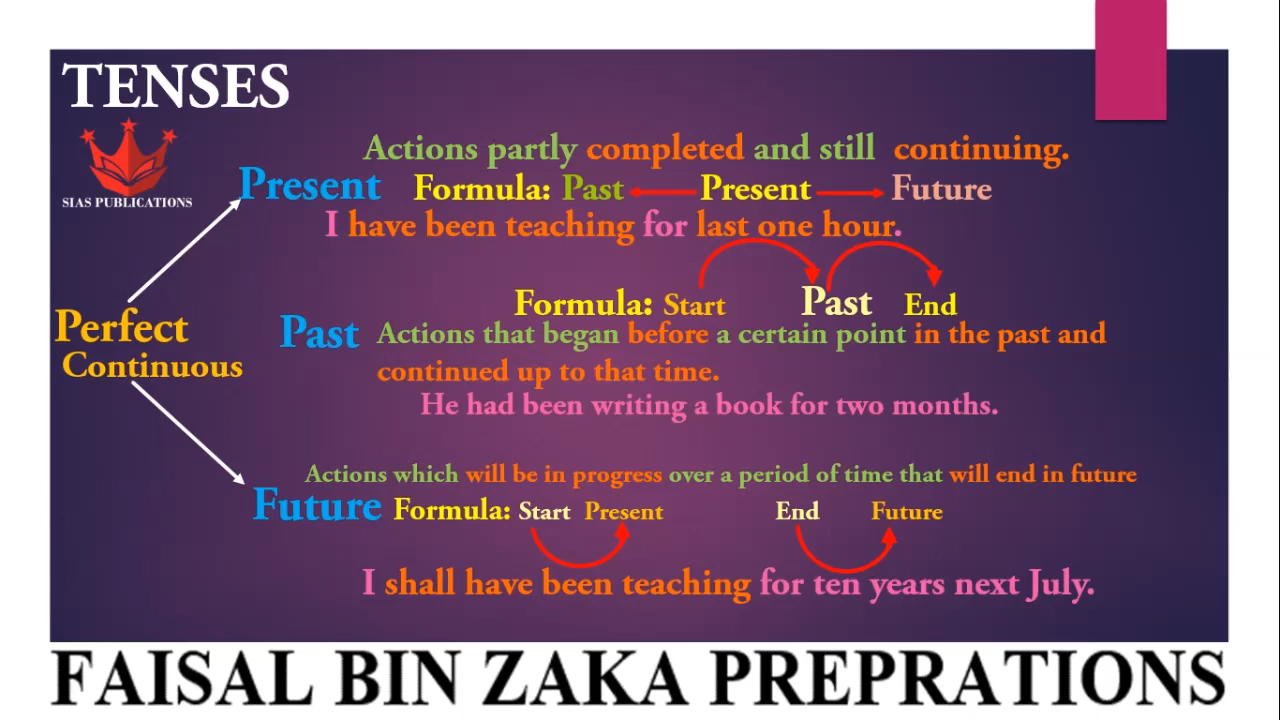 TENSES
SIAS PUBLICATIONS
Actions partly completed and still continuing.
Present Formula: Past Present Future
I have been teaching for last one hour.
Formula: Start Past End
Perfect
Continuous
Past Actions that began before a certain point in the past and
continued up to that time.
He had been writing a book for two months.
Actions which will be in progress over a period of time that will end in future
Future Formula: Start Present End Future
I shall have been teaching for ten years next July.
FAISAL BIN ZAKA PREPRATIONS